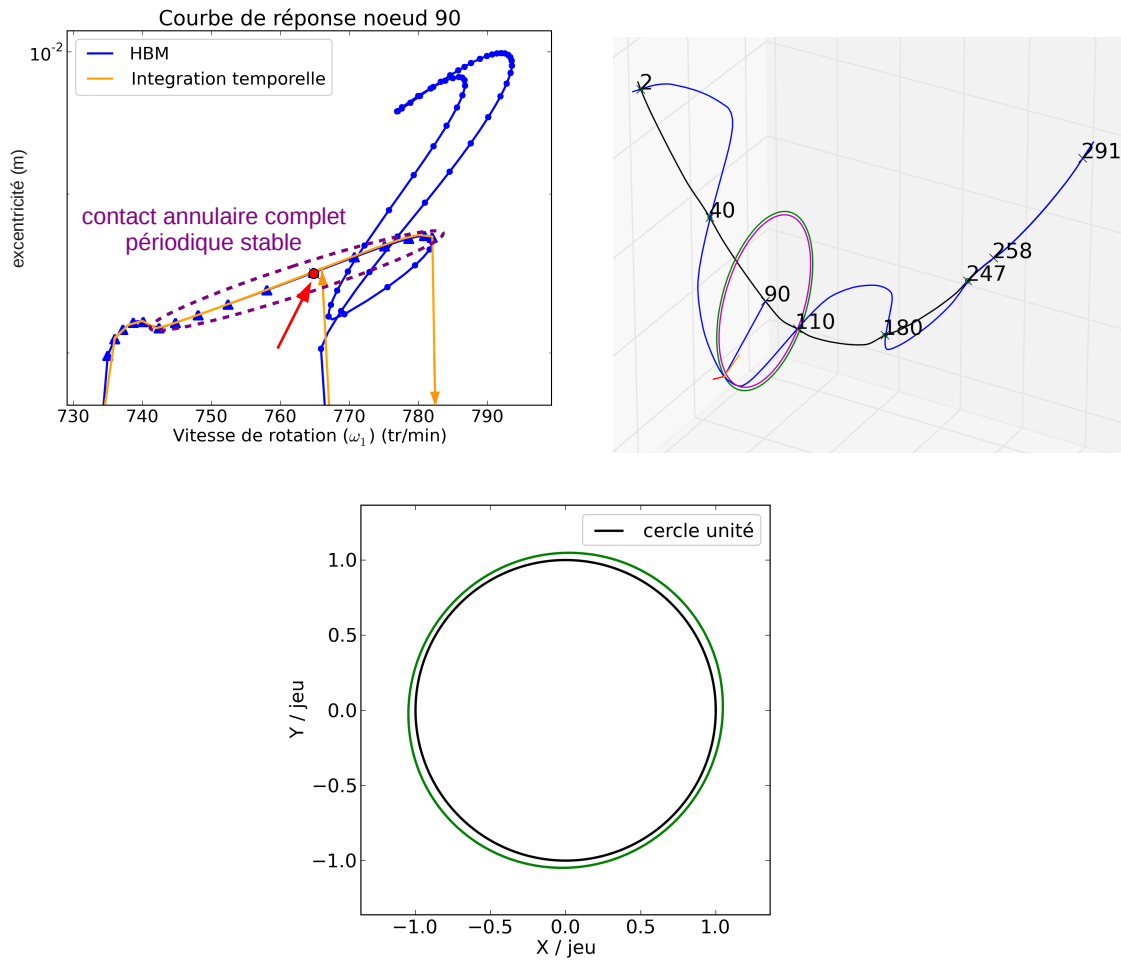 Courbe de réponse noeud 90
10⁻²
HBM
Integration temporelle
contact annulaire complet
périodique stable
excentricité (m)
730 740 750 760 770 780 790
Vitesse de rotation (ω₁) (tr/min)
2
40
90
110
180
247
258
291
cercle unité
1.0
0.5
0.0
−0.5
−1.0
Y / jeu
−1.0 −0.5 0.0 0.5 1.0
X / jeu